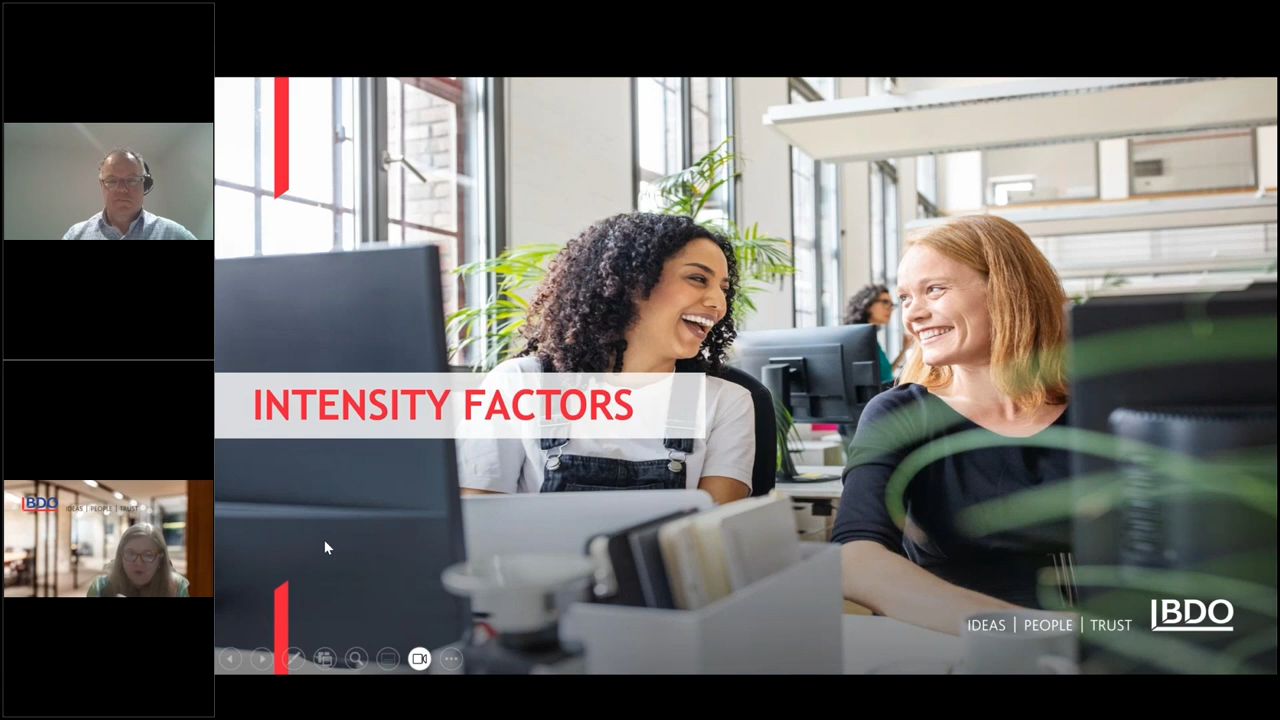 INTENSITY FACTORS
IDEAS | PEOPLE | TRUST
BDO
BDO
IDEAS | PEOPLE | TRUST